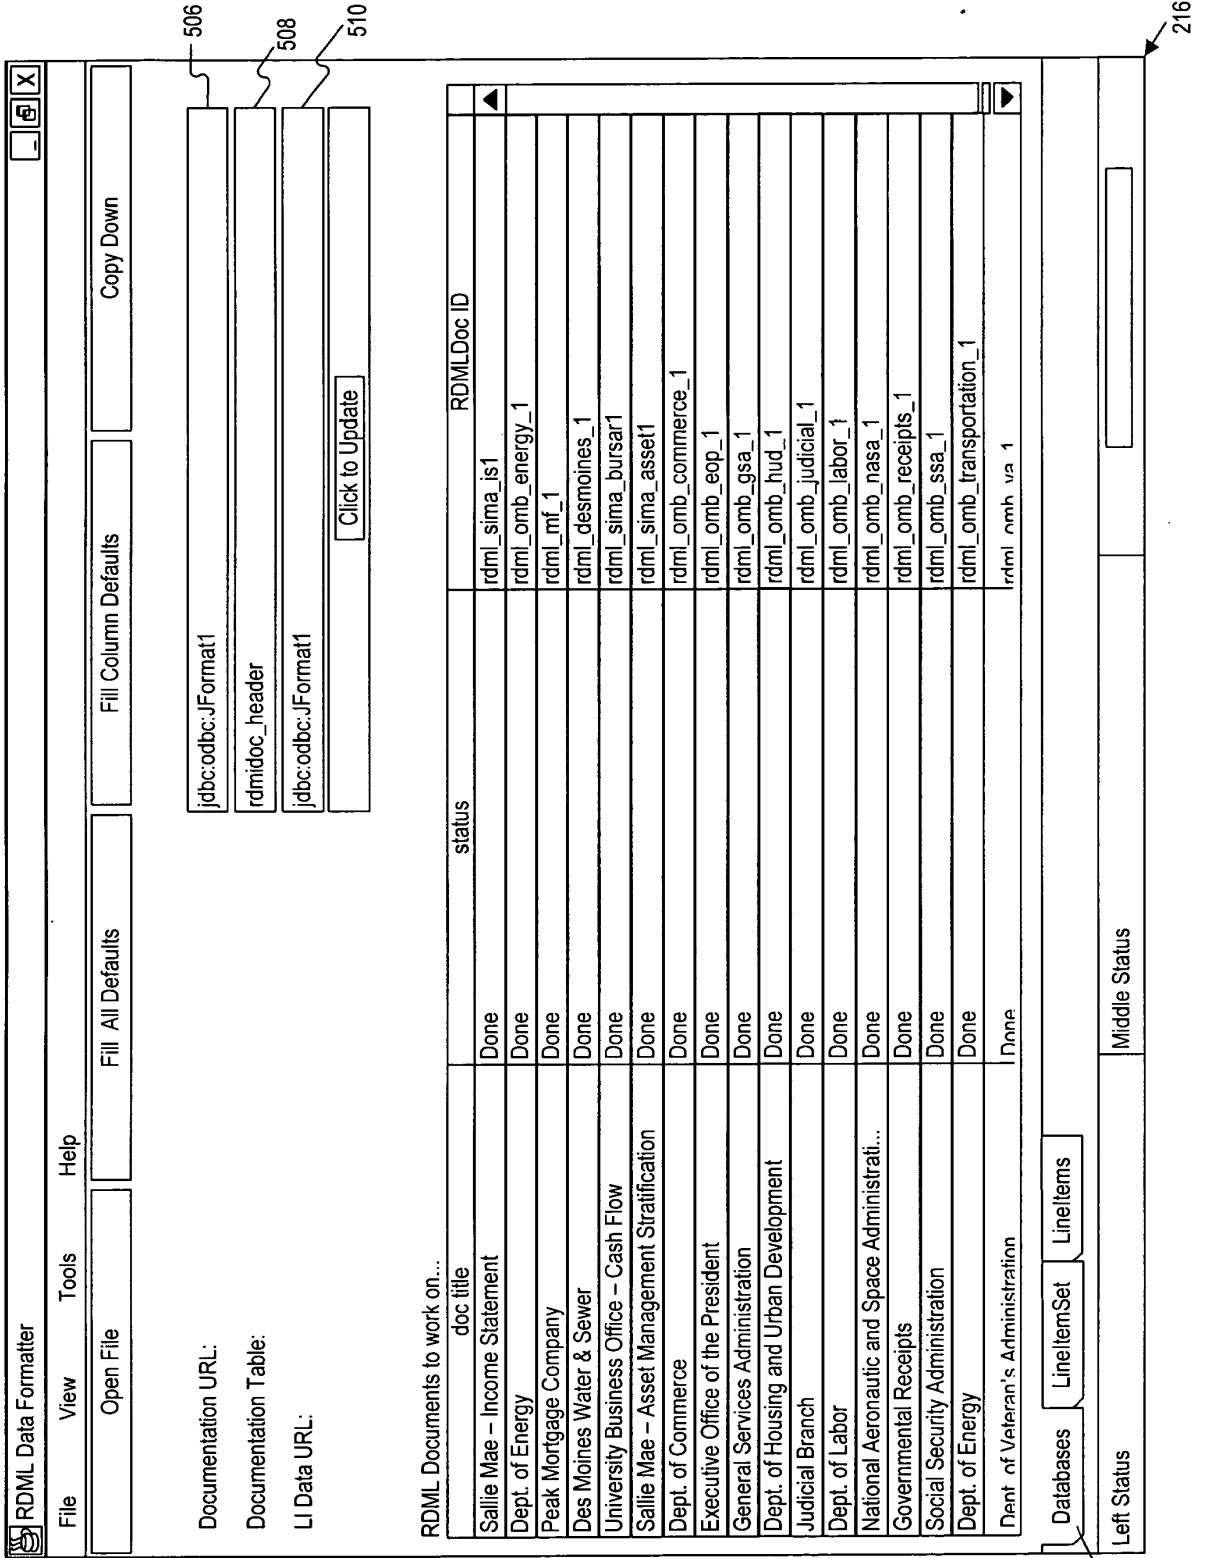 RDML Data Formatter
_ X
File View Tools Help
Open File Fill All Defaults Fill Column Defaults Copy Down
Documentation URL: jdbc:odbc:JFormat1 506
Documentation Table: rdmidoc_header 508
LI Data URL: jdbc:odbc:JFormat1 510
Click to Update
RDML Documents to work on...
doc title status RDMLDoc ID
Sallie Mae – Income Statement Done rdml_sima_is1
Dept. of Energy Done rdml_omb_energy_1
Peak Mortgage Company Done rdml_mf_1
Des Moines Water & Sewer Done rdml_desmoines_1
University Business Office – Cash Flow Done rdml_sima_bursar1
Sallie Mae – Asset Management Stratification Done rdml_sima_asset1
Dept. of Commerce Done rdml_omb_commerce_1
Executive Office of the President Done rdml_omb_eop_1
General Services Administration Done rdml_omb_gsa_1
Dept. of Housing and Urban Development Done rdml_omb_hud_1
Judicial Branch Done rdml_omb_judicial_1
Dept. of Labor Done rdml_omb_labor_1
National Aeronautic and Space Administrati... Done rdml_omb_nasa_1
Governmental Receipts Done rdml_omb_receipts_1
Social Security Administration Done rdml_omb_ssa_1
Dept. of Energy Done rdml_omb_transportation_1
Dept. of Veteran's Administration Done rdml_omb_va_1
Databases LineItemSet LineItems
Left Status Middle Status
216